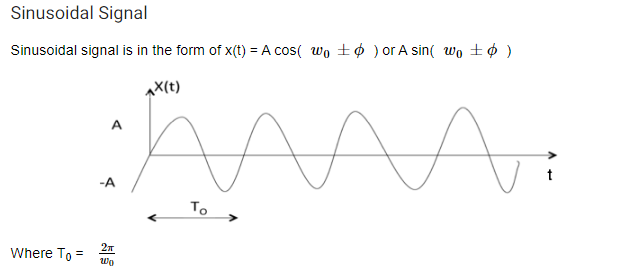 Sinusoidal Signal
Sinusoidal signal is in the form of x(t) = A cos( w₀ ± ϕ ) or A sin( w₀ ± ϕ )
X(t)
A
-A
t
T₀
Where T₀ = 2π/w₀